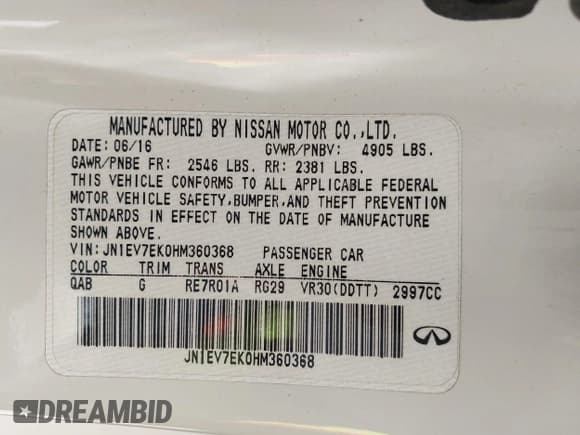 MANUFACTURED BY NISSAN MOTOR CO.,LTD.
DATE: 06/16 GVWR/PNBV: 4905 LBS.
GAWR/PNBE FR: 2546 LBS. RR: 2381 LBS.
THIS VEHICLE CONFORMS TO ALL APPLICABLE FEDERAL
MOTOR VEHICLE SAFETY,BUMPER,AND THEFT PREVENTION
STANDARDS IN EFFECT ON THE DATE OF MANUFACTURE
SHOWN ABOVE.
VIN: JN1EV7EK0HM360368 PASSENGER CAR
COLOR TRIM TRANS AXLE ENGINE
QAB G RE7R01A RG29 VR30(DDTT) 2997CC
JN1EV7EK0HM360368
DREAMBID